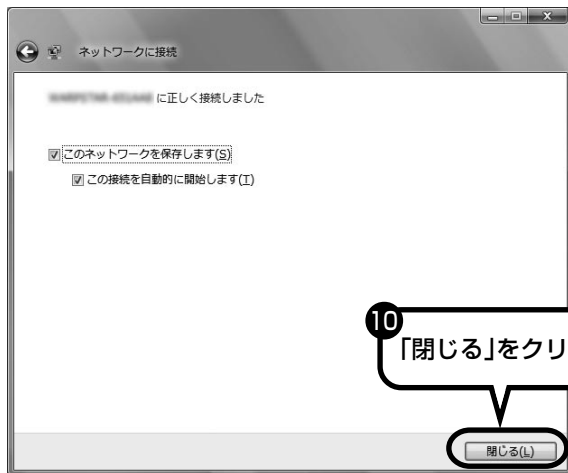 ネットワークに接続
に正しく接続しました
このネットワークを保存します(S)
この接続を自動的に開始します(T)
10
「閉じる」をクリ
閉じる(L)